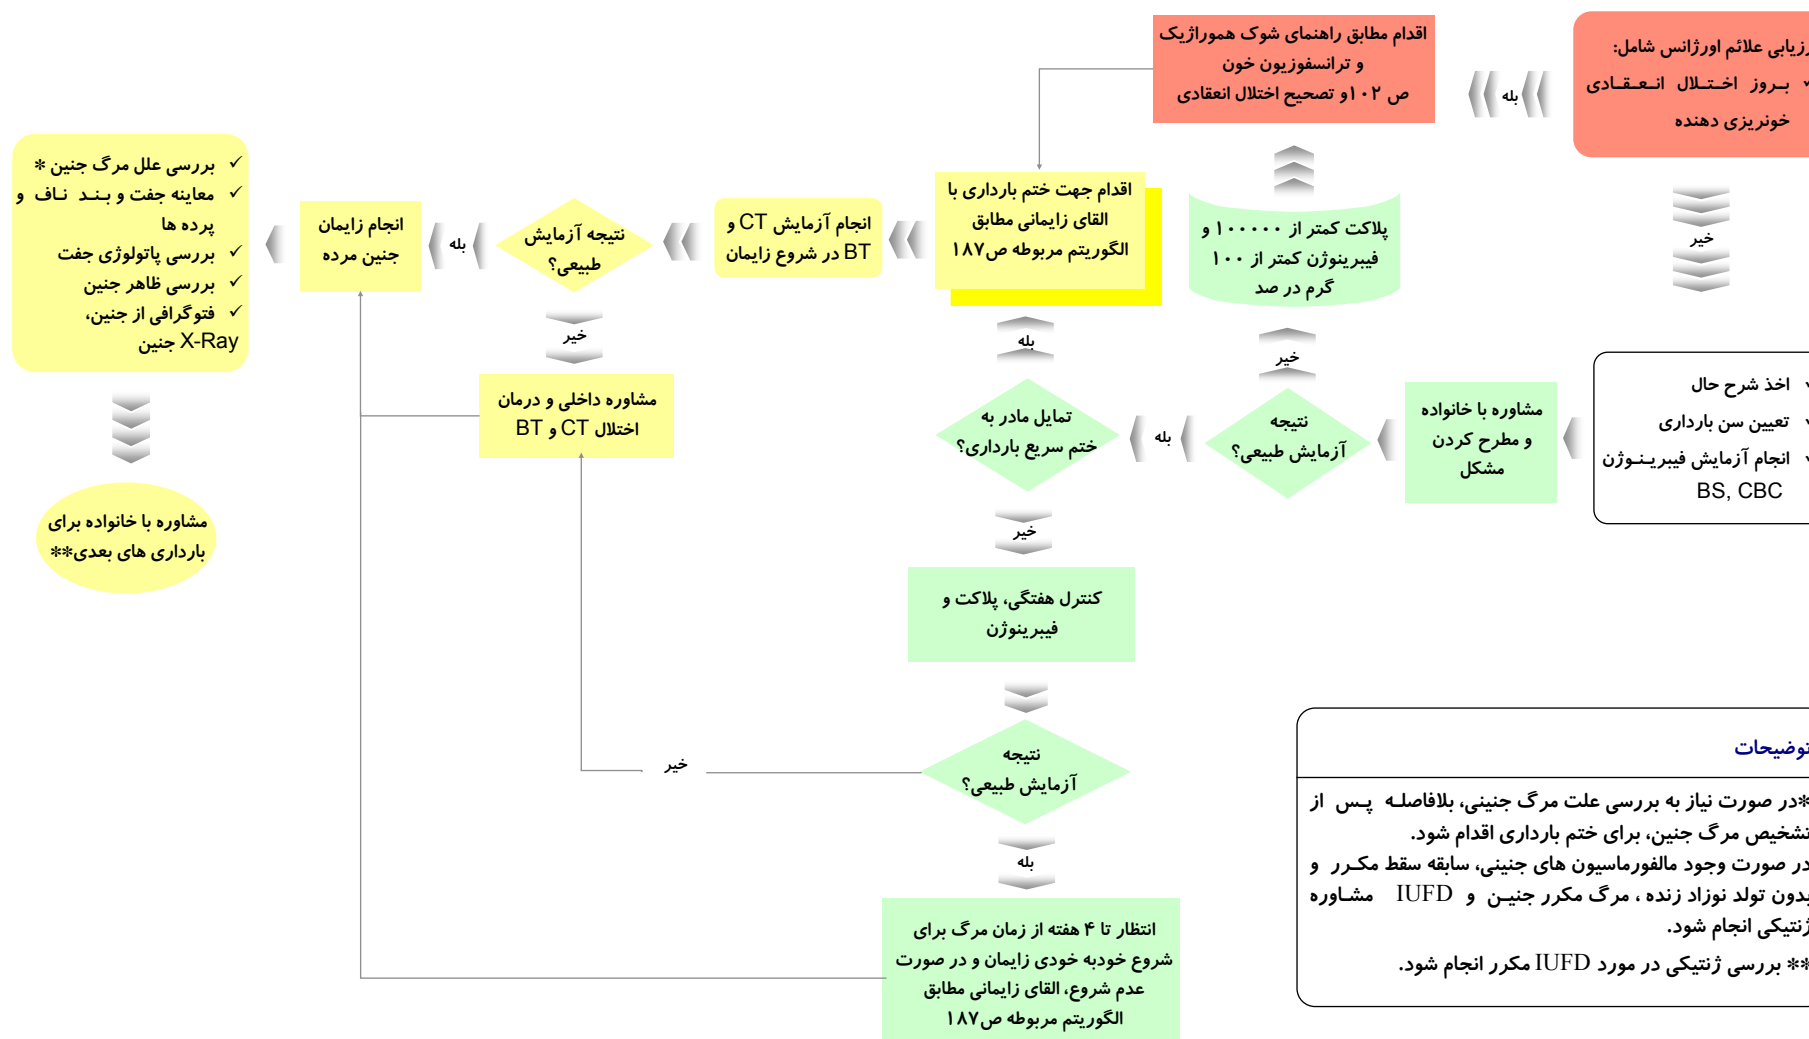 رزیابی علائم اورژانس شامل:
✓ بروز اختلال انعقادی
خونریزی دهنده
بله
اقدام مطابق راهنمای شوک هموراژیک
و ترانسفوزیون خون
ص ۱۰۲و تصحیح اختلال انعقادی
خیر
✓ اخذ شرح حال
✓ تعیین سن بارداری
✓ انجام آزمایش فیبرینوژن
BS, CBC
مشاوره با خانواده
و مطرح کردن
مشکل
نتیجه
آزمایش طبیعی؟
خیر
پلاکت کمتر از ۱۰۰۰۰۰ و
فیبرینوژن کمتر از ۱۰۰
گرم در صد
بله
تمایل مادر به
ختم سریع بارداری؟
بله
اقدام جهت ختم بارداری با
القای زایمانی مطابق
الگوریتم مربوطه ص۱۸۷
انجام آزمایش CT و
BT در شروع زایمان
نتیجه آزمایش
طبیعی؟
بله
انجام زایمان
جنین مرده
✓ بررسی علل مرگ جنین *
✓ معاینه جفت و بند ناف و
پرده ها
✓ بررسی پاتولوژی جفت
✓ بررسی ظاهر جنین
✓ فتوگرافی از جنین،
X-Ray جنین
مشاوره با خانواده برای
بارداری های بعدی**
خیر
مشاوره داخلی و درمان
اختلال CT و BT
خیر
کنترل هفتگی، پلاکت و
فیبرینوژن
نتیجه
آزمایش طبیعی؟
خیر
بله
انتظار تا ۴ هفته از زمان مرگ برای
شروع خودبه خودی زایمان و در صورت
عدم شروع، القای زایمانی مطابق
الگوریتم مربوطه ص۱۸۷
توضیحات
*در صورت نیاز به بررسی علت مرگ جنینی، بلافاصله پس از
تشخیص مرگ جنین، برای ختم بارداری اقدام شود.
در صورت وجود مالفورماسیون های جنینی، سابقه سقط مکرر و
بدون تولد نوزاد زنده ، مرگ مکرر جنین و IUFD مشاوره
ژنتیکی انجام شود.
** بررسی ژنتیکی در مورد IUFD مکرر انجام شود.